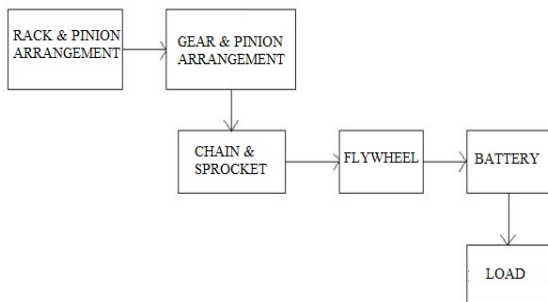 RACK & PINION
ARRANGEMENT
GEAR & PINION
ARRANGEMENT
CHAIN &
SPROCKET
FLYWHEEL
BATTERY
LOAD